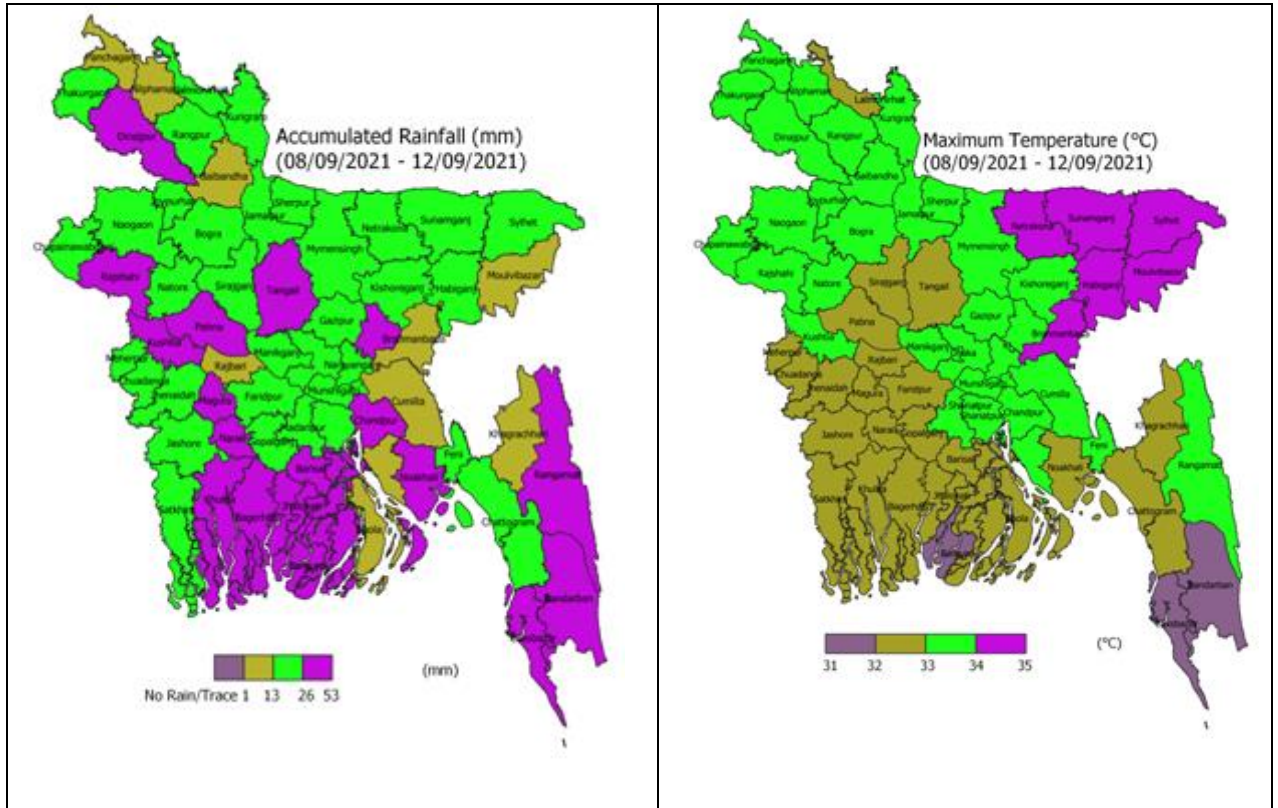 Panchagarh
Nilphamari
Lalmonirhat
Thakurgaon
Kurigram
Dinajpur
Rangpur
Accumulated Rainfall (mm)
(08/09/2021 - 12/09/2021)
Gaibandha
Joypurhat
Sherpur
Naogaon
Jamalpur
Netrakona
Sunamganj
Sylhet
Bogra
Mymensingh
Chapainawabganj
Rajshahi
Moulvibazar
Natore
Sirajganj
Tangail
Kishoreganj
Habiganj
Gazipur
Pabna
Kushtia
Brahmanbaria
Meherpur
Rajbari
Manikganj
Narayanganj
Chuadanga
Jhenaidah
Magura
Faridpur
Munshiganj
Cumilla
Chandpur
Madaripur
Khagrachhari
Jashore
Narail
Gopalganj
Rangamati
Feni
Barisal
Noakhali
Satkhira
Khulna
Bagerhat
Bhola
Chattogram
Bandarban
No Rain/Trace 1 13 26 53
(mm)
Panchagarh
Nilphamari
Lalmonirhat
Thakurgaon
Kurigram
Dinajpur
Rangpur
Maximum Temperature (°C)
(08/09/2021 - 12/09/2021)
Gaibandha
Joypurhat
Sherpur
Naogaon
Jamalpur
Netrakona
Sunamganj
Sylhet
Bogra
Mymensingh
Chapainawabganj
Rajshahi
Moulvibazar
Natore
Sirajganj
Tangail
Kishoreganj
Habiganj
Gazipur
Pabna
Kushtia
Brahmanbaria
Meherpur
Rajbari
Manikganj
Dhaka
Chuadanga
Jhenaidah
Magura
Faridpur
Munshiganj
Cumilla
Shariatpur
Shariatpur
Chandpur
Khagrachhari
Jashore
Narail
Gopalganj
Rangamati
Feni
Barisal
Noakhali
Satkhira
Khulna
Bagerhat
Bhola
Barguna
Chattogram
Bandarban
31 32 33 34 35
(°C)